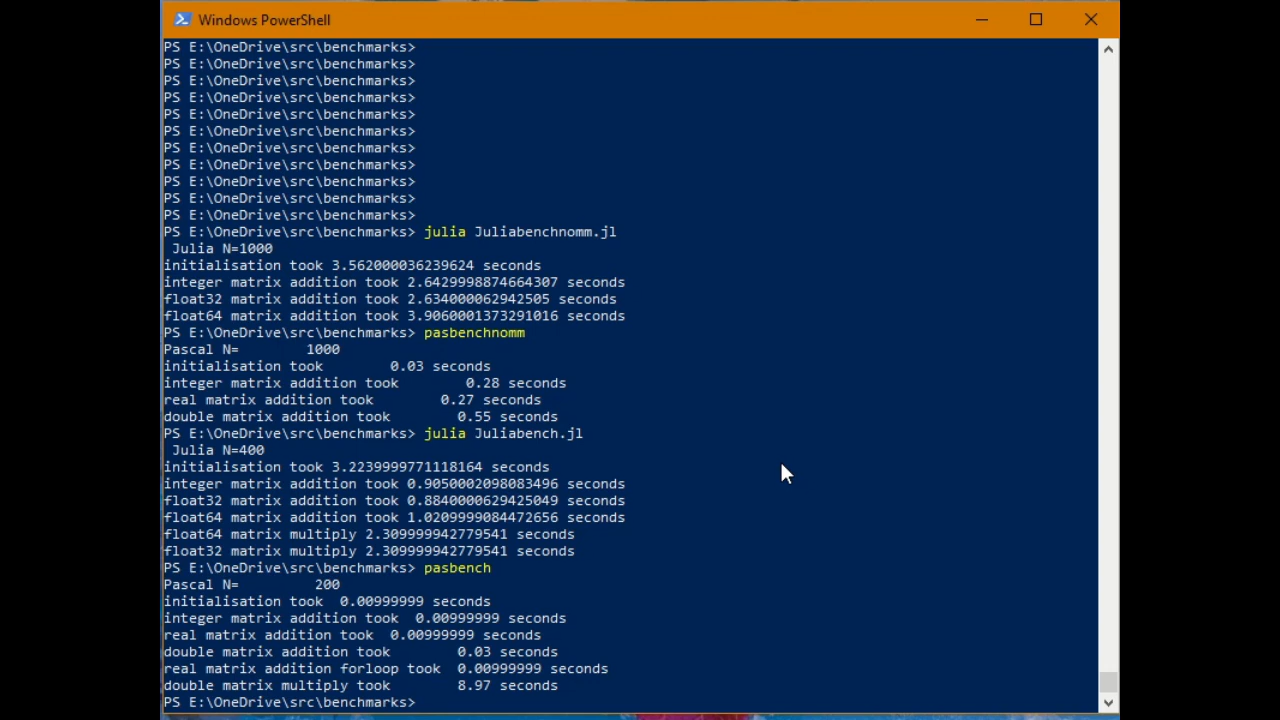 Windows PowerShell
PS E:\OneDrive\src\benchmarks>
PS E:\OneDrive\src\benchmarks>
PS E:\OneDrive\src\benchmarks>
PS E:\OneDrive\src\benchmarks>
PS E:\OneDrive\src\benchmarks>
PS E:\OneDrive\src\benchmarks>
PS E:\OneDrive\src\benchmarks>
PS E:\OneDrive\src\benchmarks>
PS E:\OneDrive\src\benchmarks>
PS E:\OneDrive\src\benchmarks>
PS E:\OneDrive\src\benchmarks>
PS E:\OneDrive\src\benchmarks> julia Juliabenchnomm.jl
 Julia N=1000
initialisation took 3.562000036239624 seconds
integer matrix addition took 2.6429998874664307 seconds
float32 matrix addition took 2.634000062942505 seconds
float64 matrix addition took 3.9060001373291016 seconds
PS E:\OneDrive\src\benchmarks> pasbenchnomm
Pascal N=        1000
initialisation took        0.03 seconds
integer matrix addition took        0.28 seconds
real matrix addition took        0.27 seconds
double matrix addition took        0.55 seconds
PS E:\OneDrive\src\benchmarks> julia Juliabench.jl
 Julia N=400
initialisation took 3.2239999771118164 seconds
integer matrix addition took 0.9050002098083496 seconds
float32 matrix addition took 0.8840000629425049 seconds
float64 matrix addition took 1.0209999084472656 seconds
float64 matrix multiply 2.309999942779541 seconds
float32 matrix multiply 2.309999942779541 seconds
PS E:\OneDrive\src\benchmarks> pasbench
Pascal N=         200
initialisation took  0.00999999 seconds
integer matrix addition took  0.00999999 seconds
real matrix addition took  0.00999999 seconds
double matrix addition took        0.03 seconds
real matrix addition forloop took  0.00999999 seconds
double matrix multiply took        8.97 seconds
PS E:\OneDrive\src\benchmarks>